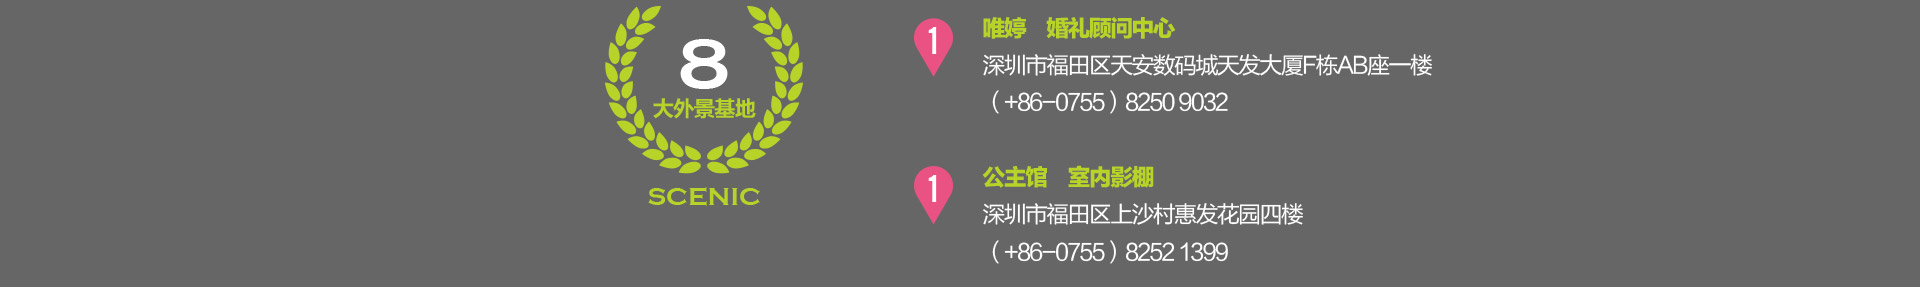 8
大外景基地
SCENIC
1
唯婷 婚礼顾问中心
深圳市福田区天安数码城天发大厦F栋AB座一楼
（+86-0755）8250 9032
1
公主馆 室内影棚
深圳市福田区上沙村惠发花园四楼
（+86-0755）8252 1399